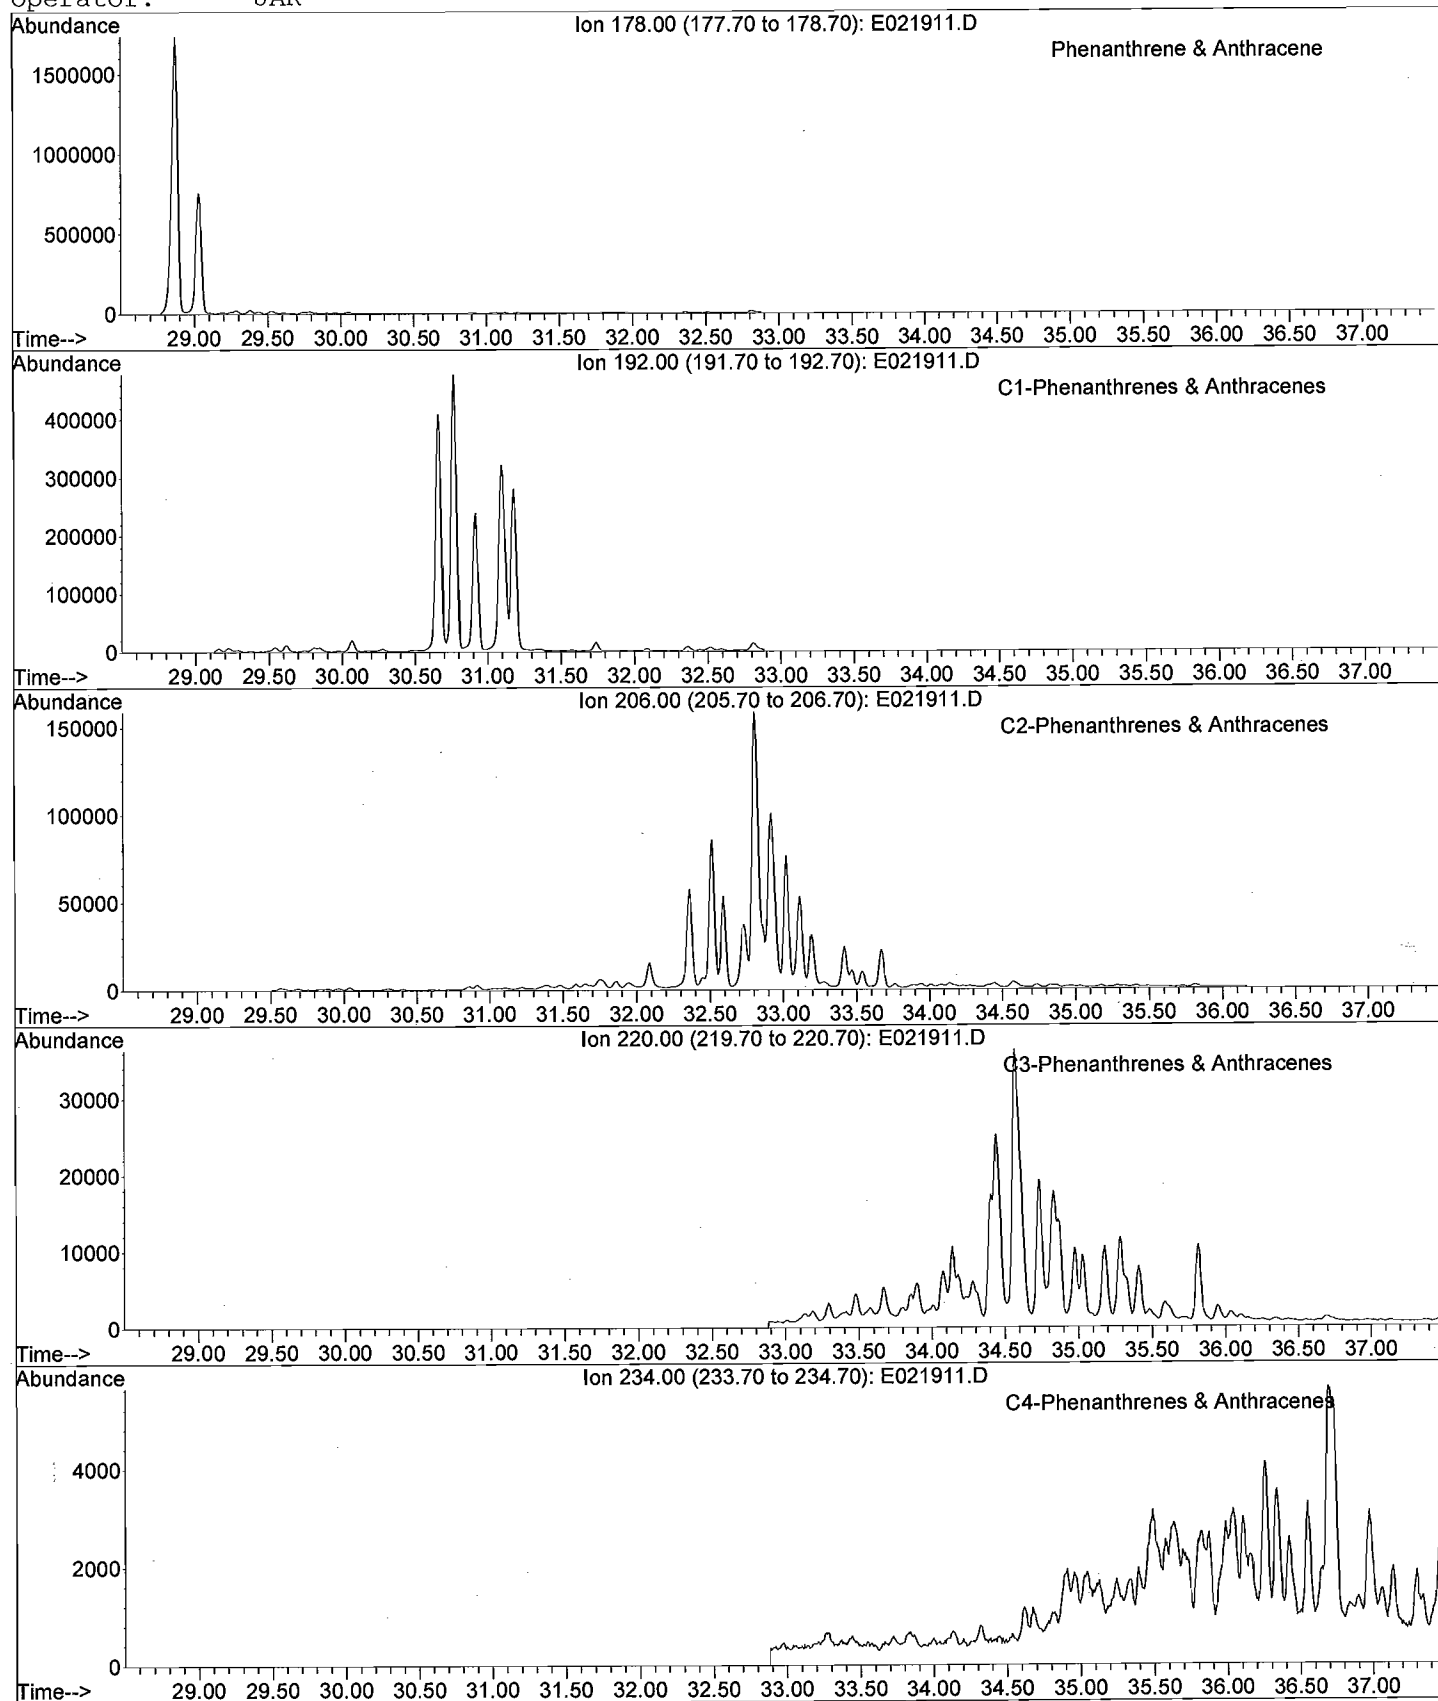 Operator: JAR
Abundance
Ion 178.00 (177.70 to 178.70): E021911.D
Phenanthrene & Anthracene
1500000
1000000
500000
0
Time--> 29.00 29.50 30.00 30.50 31.00 31.50 32.00 32.50 33.00 33.50 34.00 34.50 35.00 35.50 36.00 36.50 37.00
Abundance
Ion 192.00 (191.70 to 192.70): E021911.D
C1-Phenanthrenes & Anthracenes
400000
300000
200000
100000
0
Time--> 29.00 29.50 30.00 30.50 31.00 31.50 32.00 32.50 33.00 33.50 34.00 34.50 35.00 35.50 36.00 36.50 37.00
Abundance
Ion 206.00 (205.70 to 206.70): E021911.D
C2-Phenanthrenes & Anthracenes
150000
100000
50000
0
Time--> 29.00 29.50 30.00 30.50 31.00 31.50 32.00 32.50 33.00 33.50 34.00 34.50 35.00 35.50 36.00 36.50 37.00
Abundance
Ion 220.00 (219.70 to 220.70): E021911.D
C3-Phenanthrenes & Anthracenes
30000
20000
10000
0
Time--> 29.00 29.50 30.00 30.50 31.00 31.50 32.00 32.50 33.00 33.50 34.00 34.50 35.00 35.50 36.00 36.50 37.00
Abundance
Ion 234.00 (233.70 to 234.70): E021911.D
C4-Phenanthrenes & Anthracenes
4000
2000
0
Time--> 29.00 29.50 30.00 30.50 31.00 31.50 32.00 32.50 33.00 33.50 34.00 34.50 35.00 35.50 36.00 36.50 37.00